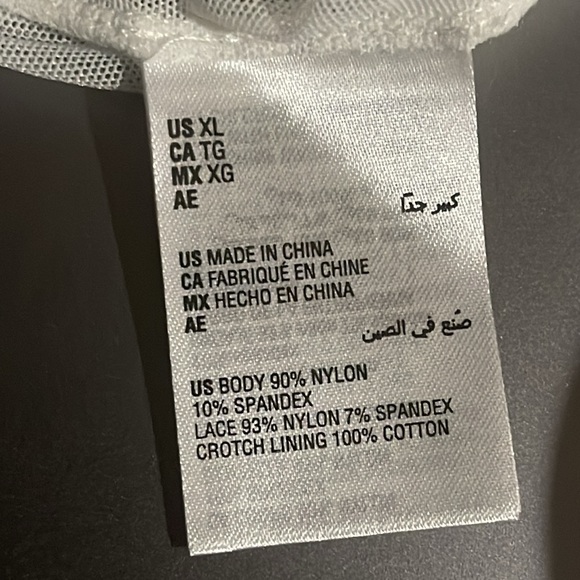 US XL
CA TG
MX XG
AE
كبير جدًا
US MADE IN CHINA
CA FABRIQUÉ EN CHINE
MX HECHO EN CHINA
AE
صُنع في الصين
US BODY 90% NYLON
10% SPANDEX
LACE 93% NYLON 7% SPANDEX
CROTCH LINING 100% COTTON